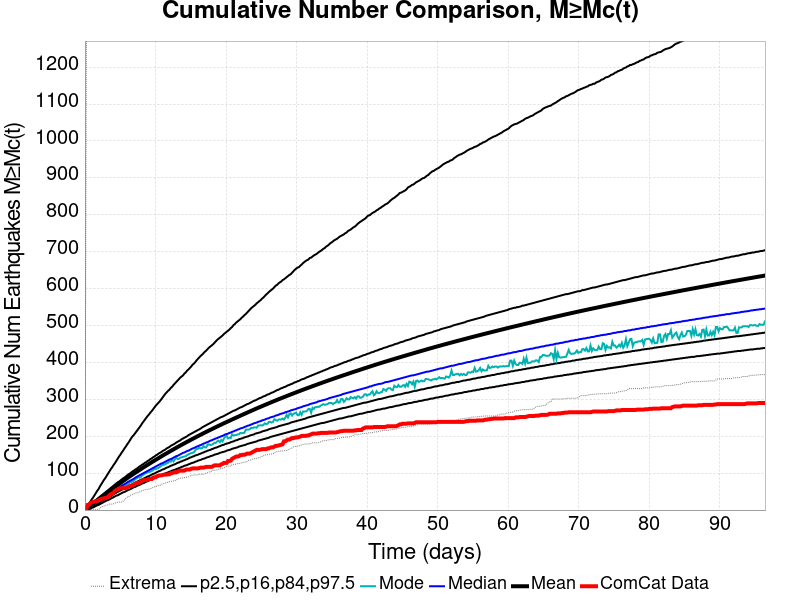 Cumulative Number Comparison, M≥Mc(t)
Cumulative Num Earthquakes M≥Mc(t)
1200
1100
1000
900
800
700
600
500
400
300
200
100
0
0 10 20 30 40 50 60 70 80 90
Time (days)
Extrema p2.5,p16,p84,p97.5 Mode Median Mean ComCat Data